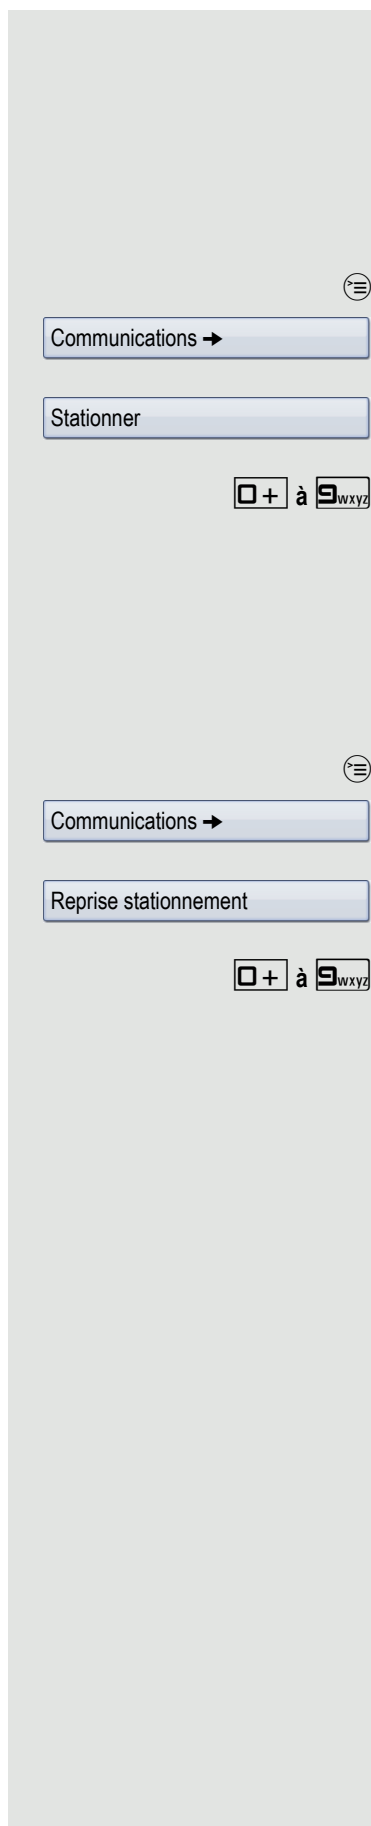 Communications →
Stationner
0 + à 9wxyz
Communications →
Reprise stationnement
0 + à 9wxyz